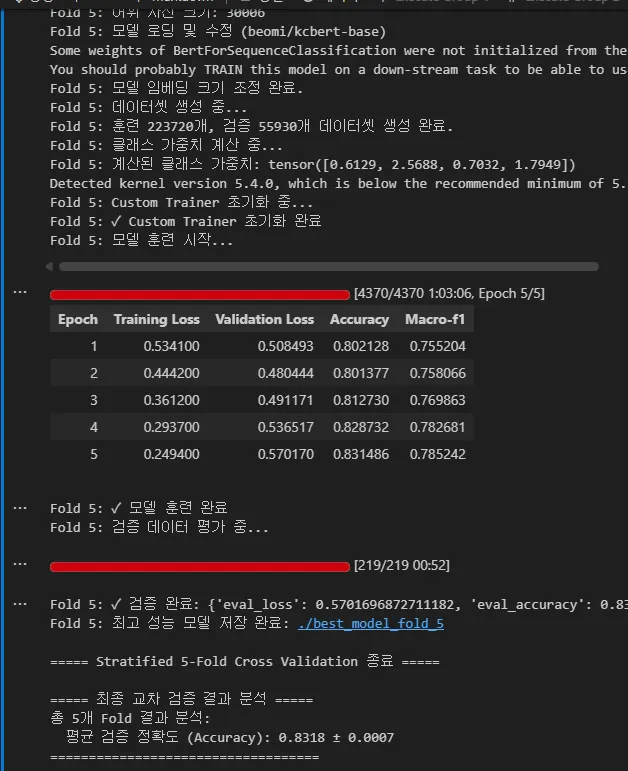 Fold 5: 어휘 사전 크기: 30006
Fold 5: 모델 로딩 및 수정 (beomi/kcbert-base)
Some weights of BertForSequenceClassification were not initialized from the
You should probably TRAIN this model on a down-stream task to be able to us
Fold 5: 모델 임베딩 크기 조정 완료.
Fold 5: 데이터셋 생성 중...
Fold 5: 훈련 223720개, 검증 55930개 데이터셋 생성 완료.
Fold 5: 클래스 가중치 계산 중...
Fold 5: 계산된 클래스 가중치: tensor([0.6129, 2.5688, 0.7032, 1.7949])
Detected kernel version 5.4.0, which is below the recommended minimum of 5.
Fold 5: Custom Trainer 초기화 중...
Fold 5: ✓ Custom Trainer 초기화 완료
Fold 5: 모델 훈련 시작...
... [4370/4370 1:03:06, Epoch 5/5]
Epoch Training Loss Validation Loss Accuracy Macro-f1
1 0.534100 0.508493 0.802128 0.755204
2 0.444200 0.480444 0.801377 0.758066
3 0.361200 0.491171 0.812730 0.769863
4 0.293700 0.536517 0.828732 0.782681
5 0.249400 0.570170 0.831486 0.785242
... Fold 5: ✓ 모델 훈련 완료
Fold 5: 검증 데이터 평가 중...
... [219/219 00:52]
... Fold 5: ✓ 검증 완료: {'eval_loss': 0.5701696872711182, 'eval_accuracy': 0.83
Fold 5: 최고 성능 모델 저장 완료: ./best_model_fold_5
===== Stratified 5-Fold Cross Validation 종료 =====
===== 최종 교차 검증 결과 분석 =====
총 5개 Fold 결과 분석:
평균 검증 정확도 (Accuracy): 0.8318 ± 0.0007
===================================